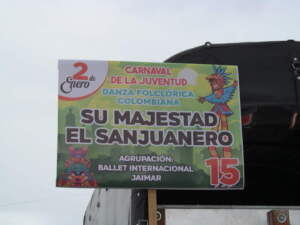 2 de
Enero
CARNAVAL
DE LA JUVENTUD
DANZA FOLCLÓRICA
COLOMBIANA
SU MAJESTAD
EL SANJUANERO
AGRUPACIÓN:
BALLET INTERNACIONAL
JAIMAR
15